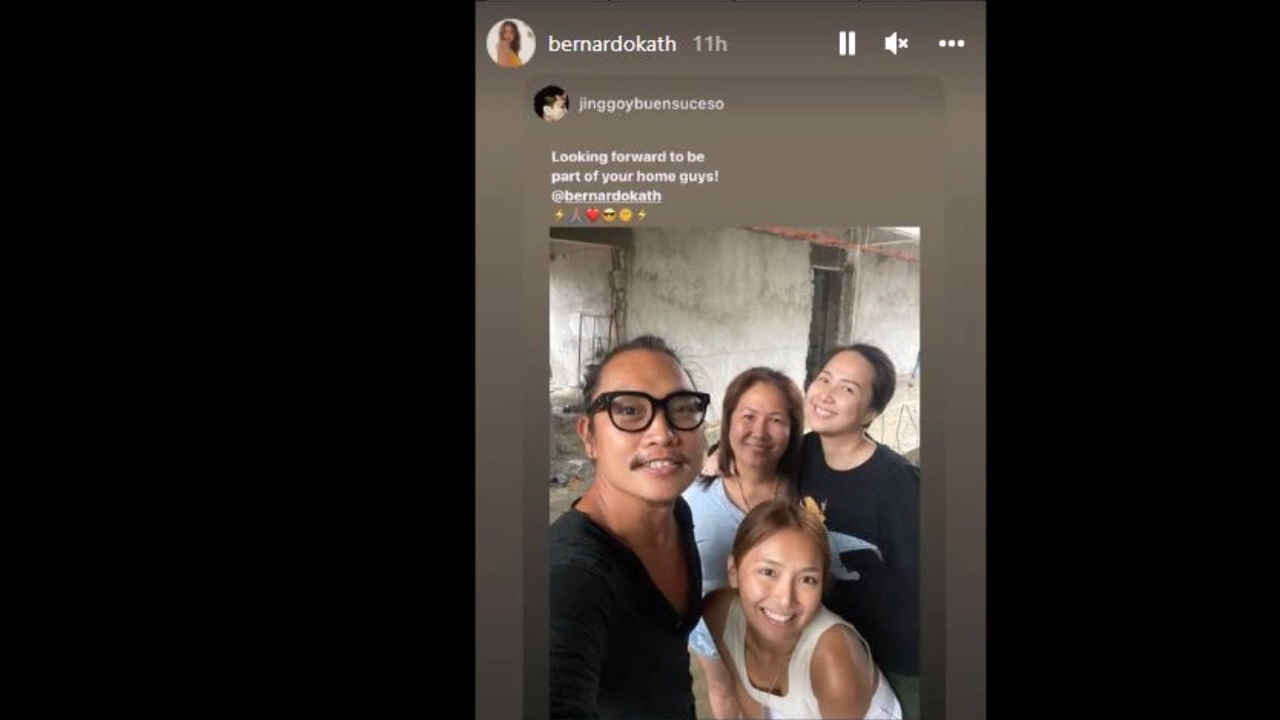 bernardokath 11h
jinggoybuensuceso
Looking forward to be
part of your home guys!
@bernardokath
⚡🙏❤️😎🌞⚡